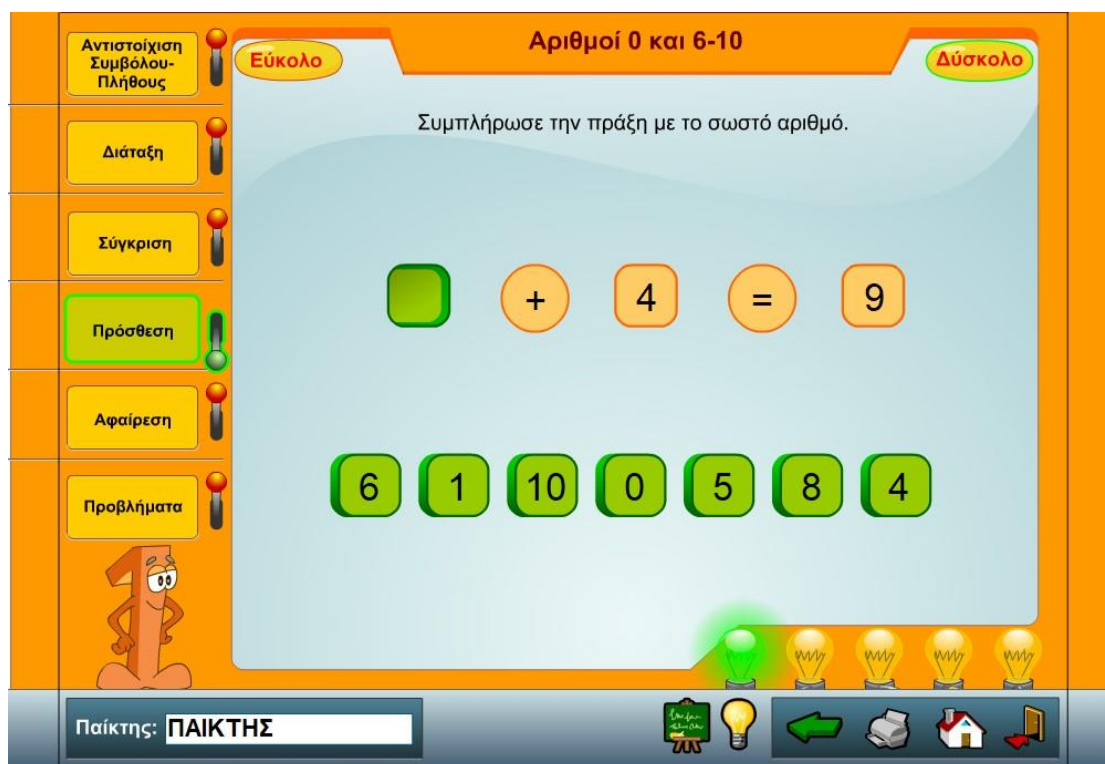 Αντιστοίχιση
Συμβόλου-
Πλήθους
Διάταξη
Σύγκριση
Πρόσθεση
Αφαίρεση
Προβλήματα
Εύκολο
Αριθμοί 0 και 6-10
Δύσκολο
Συμπλήρωσε την πράξη με το σωστό αριθμό.
+ 4 = 9
6 1 10 0 5 8 4
Παίκτης: ΠΑΙΚΤΗΣ